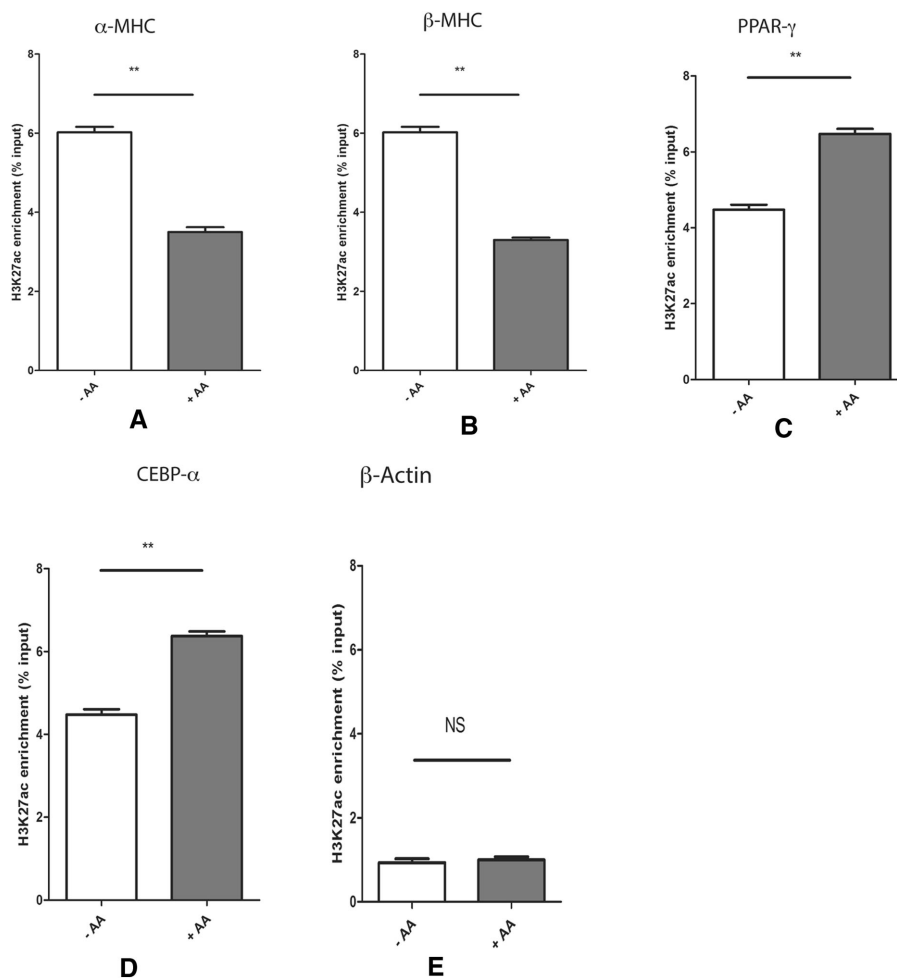 α-MHC
8
6
4
2
0
H3K27ac enrichment (% input)
**
- AA
+ AA
A
β-MHC
8
6
4
2
0
H3K27ac enrichment (% input)
**
- AA
+ AA
B
PPAR-γ
8
6
4
2
0
H3K27ac enrichment (% input)
**
- AA
+ AA
C
CEBP-α
8
6
4
2
0
H3K27ac enrichment (% input)
**
- AA
+ AA
D
β-Actin
8
6
4
2
0
H3K27ac enrichment (% input)
NS
- AA
+ AA
E